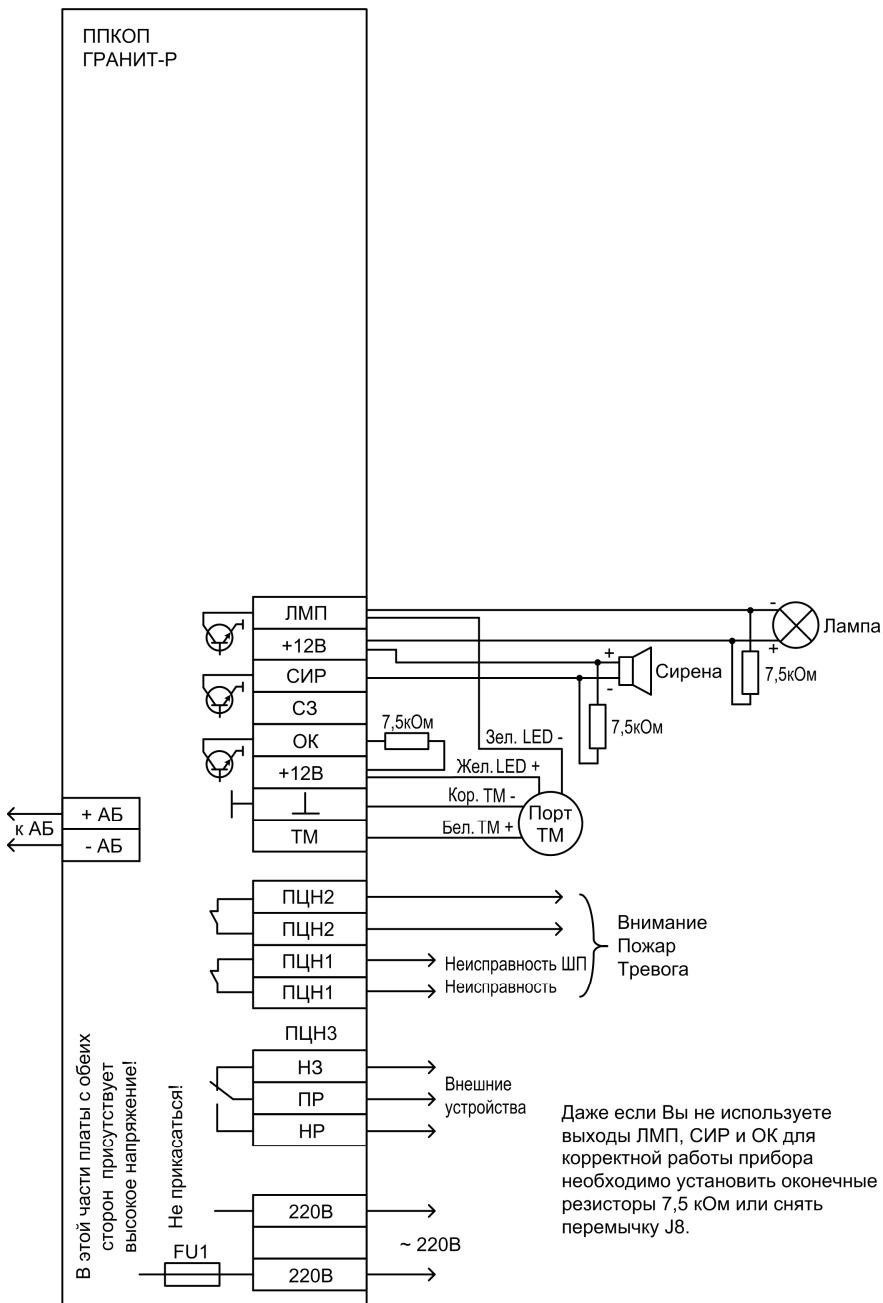 ППКОП
ГРАНИТ-Р
ЛМП
+12В
СИР
СЗ
ОК
+12В
ТМ
-
+
Лампа
7,5кОм
+
-
Сирена
7,5кОм
7,5кОм
Зел. LED -
Жел. LED +
Кор. ТМ -
Бел. ТМ +
Порт
ТМ
к АБ
+ АБ
- АБ
ПЦН2
ПЦН2
ПЦН1
ПЦН1
Неисправность ШП
Неисправность
Внимание
Пожар
Тревога
ПЦН3
НЗ
ПР
НР
Внешние
устройства
В этой части платы с обеих
сторон присутствует
высокое напряжение!
Не прикасаться!
220В
220В
~ 220В
FU1
Даже если Вы не используете
выходы ЛМП, СИР и ОК для
корректной работы прибора
необходимо установить оконечные
резисторы 7,5 кОм или снять
перемычку J8.